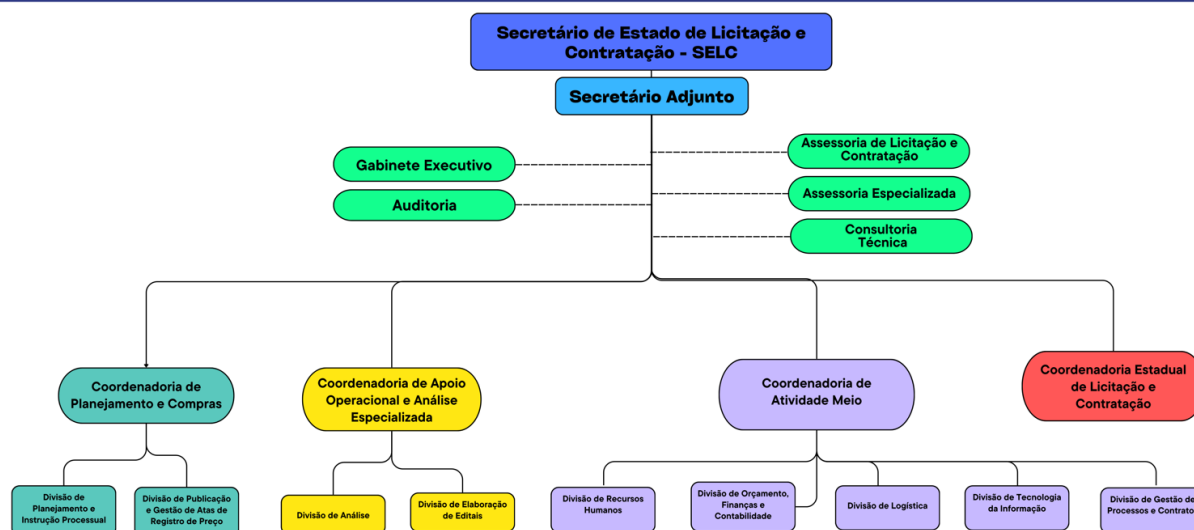 Secretário de Estado de Licitação e
Contratação - SELC
Secretário Adjunto
Gabinete Executivo
Auditoria
Assessoria de Licitação e
Contratação
Assessoria Especializada
Consultoria
Técnica
Coordenadoria de
Planejamento e Compras
Coordenadoria de Apoio
Operacional e Análise
Especializada
Coordenadoria de
Atividade Meio
Coordenadoria Estadual
de Licitação e
Contratação
Divisão de
Planejamento e
Instrução Processual
Divisão de Publicação
e Gestão de Atas de
Registro de Preço
Divisão de Análise
Divisão de Elaboração
de Editais
Divisão de Recursos
Humanos
Divisão de Orçamento,
Finanças e
Contabilidade
Divisão de Logística
Divisão de Tecnologia
da Informação
Divisão de Gestão de
Processos e Contrato